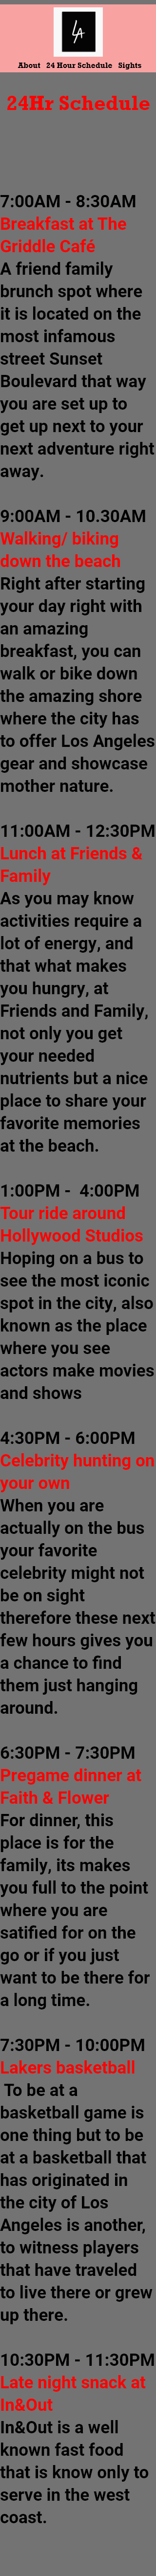 LA
About 24 Hour Schedule Sights
24Hr Schedule
7:00AM - 8:30AM
Breakfast at The
Griddle Café
A friend family
brunch spot where
it is located on the
most infamous
street Sunset
Boulevard that way
you are set up to
get up next to your
next adventure right
away.
9:00AM - 10.30AM
Walking/ biking
down the beach
Right after starting
your day right with
an amazing
breakfast, you can
walk or bike down
the amazing shore
where the city has
to offer Los Angeles
gear and showcase
mother nature.
11:00AM - 12:30PM
Lunch at Friends &
Family
As you may know
activities require a
lot of energy, and
that what makes
you hungry, at
Friends and Family,
not only you get
your needed
nutrients but a nice
place to share your
favorite memories
at the beach.
1:00PM - 4:00PM
Tour ride around
Hollywood Studios
Hoping on a bus to
see the most iconic
spot in the city, also
known as the place
where you see
actors make movies
and shows
4:30PM - 6:00PM
Celebrity hunting on
your own
When you are
actually on the bus
your favorite
celebrity might not
be on sight
therefore these next
few hours gives you
a chance to find
them just hanging
around.
6:30PM - 7:30PM
Pregame dinner at
Faith & Flower
For dinner, this
place is for the
family, its makes
you full to the point
where you are
satified for on the
go or if you just
want to be there for
a long time.
7:30PM - 10:00PM
Lakers basketball
To be at a
basketball game is
one thing but to be
at a basketball that
has originated in
the city of Los
Angeles is another,
to witness players
that have traveled
to live there or grew
up there.
10:30PM - 11:30PM
Late night snack at
In&Out
In&Out is a well
known fast food
that is know only to
serve in the west
coast.